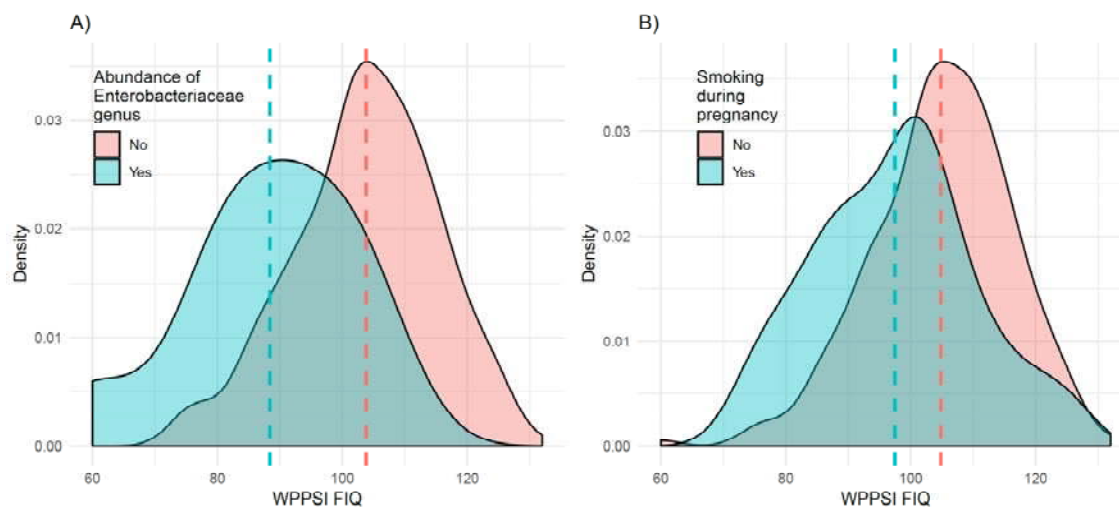 A)
Abundance of
Enterobacteriaceae
genus
No
Yes
0.03
0.02
0.01
0.00
Density
60 80 100 120
WPPSI FIQ
B)
Smoking
during
pregnancy
No
Yes
0.03
0.02
0.01
0.00
Density
60 80 100 120
WPPSI FIQ